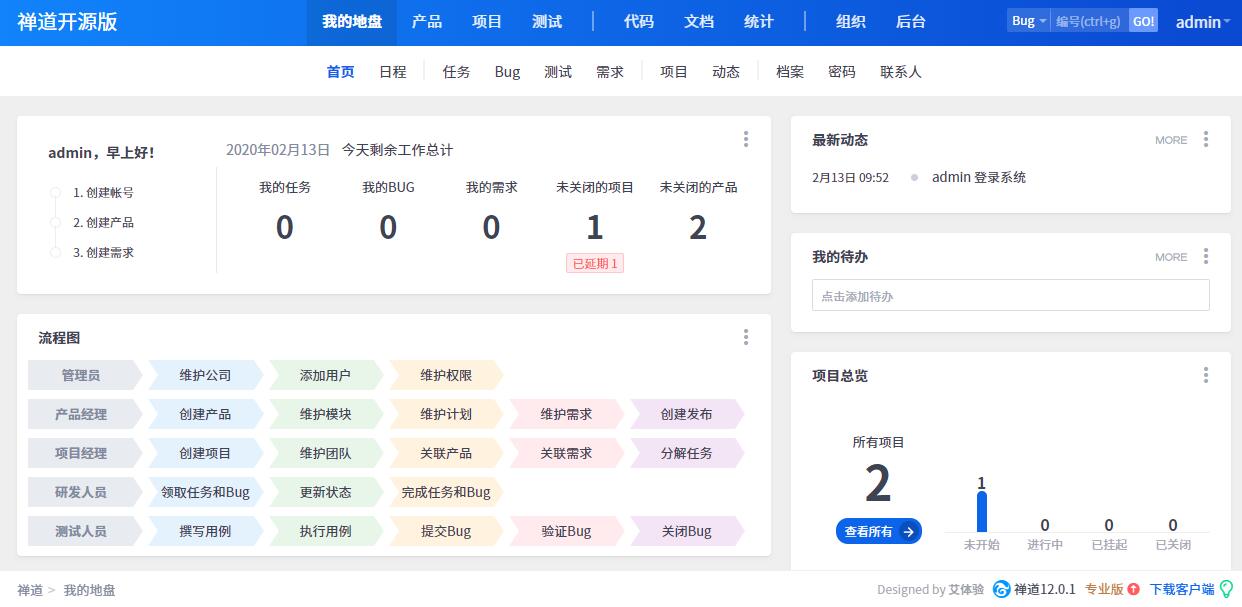 禅道开源版 我的地盘 产品 项目 测试 代码 文档 统计 组织 后台 Bug 编号(ctrl+g) GO! admin
首页 日程 任务 Bug 测试 需求 项目 动态 档案 密码 联系人
admin，早上好！
1. 创建帐号
2. 创建产品
3. 创建需求
2020年02月13日 今天剩余工作总计
我的任务 我的BUG 我的需求 未关闭的项目 未关闭的产品
0 0 0 1 2
已延期 1
流程图
管理员 维护公司 添加用户 维护权限
产品经理 创建产品 维护模块 维护计划 维护需求 创建发布
项目经理 创建项目 维护团队 关联产品 关联需求 分解任务
研发人员 领取任务和Bug 更新状态 完成任务和Bug
测试人员 撰写用例 执行用例 提交Bug 验证Bug 关闭Bug
最新动态 MORE
2月13日 09:52 admin 登录系统
我的待办 MORE
点击添加待办
项目总览
所有项目
2
查看所有
1 0 0 0
未开始 进行中 已挂起 已关闭
禅道 > 我的地盘 Designed by 艾体验 禅道12.0.1 专业版 下载客户端